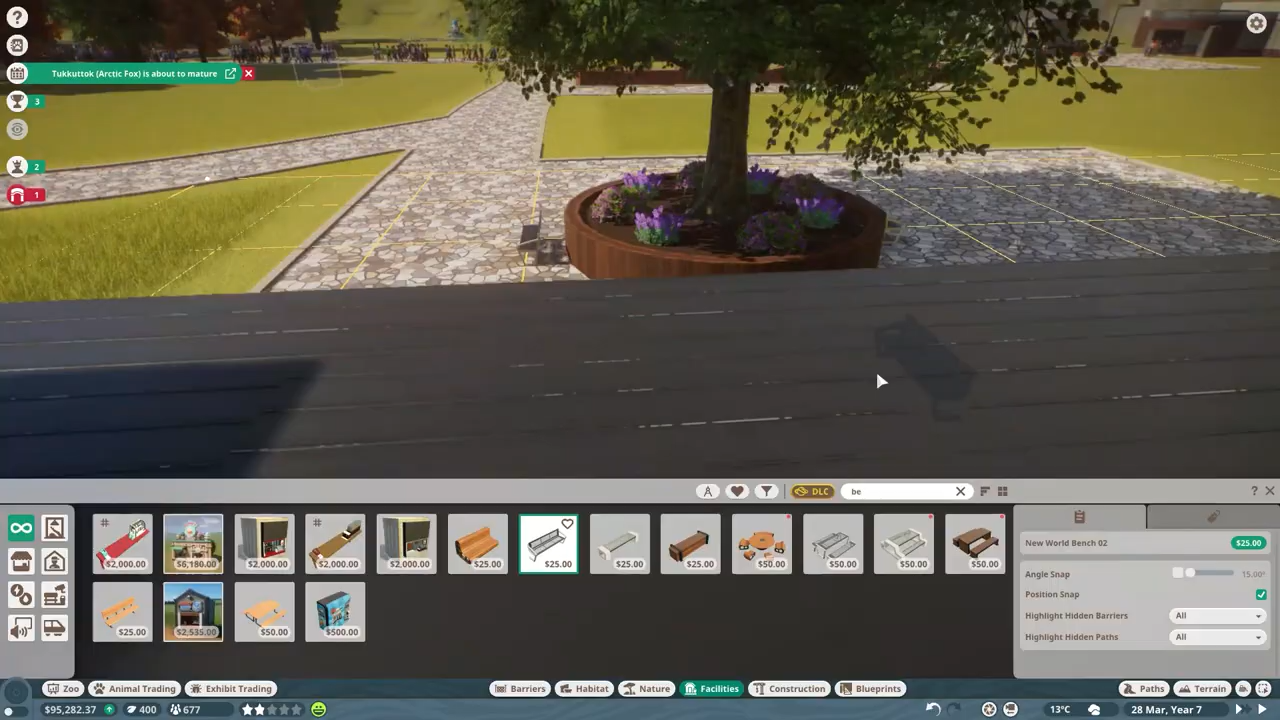 ?
Tukkuttok (Arctic Fox) is about to mature
3
2
1
DLC
be
?
#
$2,000.00
$6,180.00
$2,000.00
#
$2,000.00
$2,000.00
$25.00
$25.00
$25.00
$25.00
$50.00
$50.00
$50.00
$50.00
$25.00
$2,535.00
$50.00
$500.00
New World Bench 02
$25.00
Angle Snap
15.00°
Position Snap
Highlight Hidden Barriers
All
Highlight Hidden Paths
All
Zoo
Animal Trading
Exhibit Trading
Barriers
Habitat
Nature
Facilities
Construction
Blueprints
Paths
Terrain
$95,282.37
400
677
13°C
28 Mar, Year 7